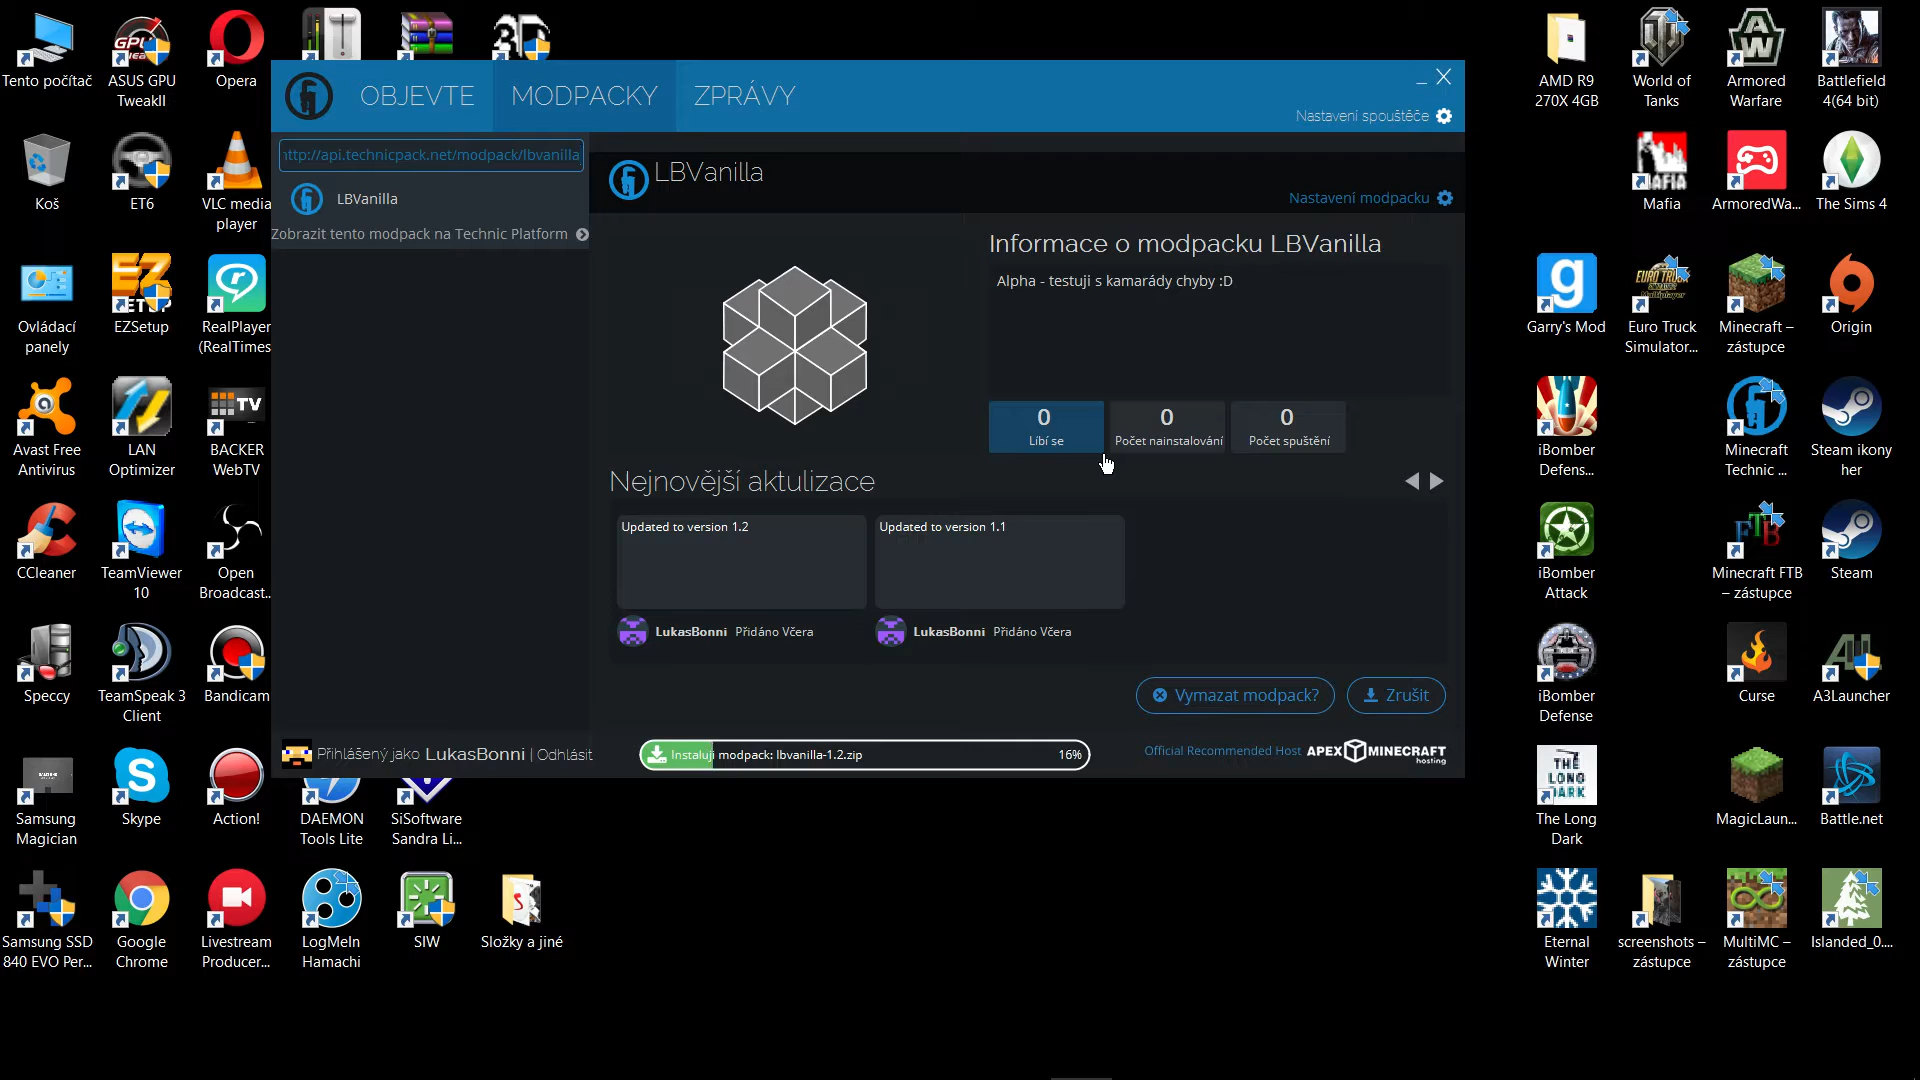 Tento počítač
ASUS GPU
TweakII
Opera
AMD R9
270X 4GB
World of
Tanks
Armored
Warfare
Battlefield
4(64 bit)
OBJEVTE
MODPACKY
ZPRÁVY
Nastavení spouštěče
ttp://api.technicpack.net/modpack/lbvanilla
LBVanilla
Zobrazit tento modpack na Technic Platform
LBVanilla
Nastavení modpacku
Informace o modpacku LBVanilla
Alpha - testuji s kamarády chyby :D
0
Líbí se
0
Počet nainstalování
0
Počet spuštění
Nejnovější aktulizace
Updated to version 1.2
Updated to version 1.1
LukasBonni Přidáno Včera
LukasBonni Přidáno Včera
Vymazat modpack?
Zrušit
Přihlášený jako LukasBonni | Odhlásit
Instaluji modpack: lbvanilla-1.2.zip
16%
Official Recommended Host
APEX MINECRAFT
hosting
Koš
ET6
VLC media
player
Mafia
ArmoredWa...
The Sims 4
Ovládací
panely
EZSetup
RealPlayer
(RealTimes
Garry's Mod
Euro Truck
Simulator...
Minecraft –
zástupce
Origin
Avast Free
Antivirus
LAN
Optimizer
BACKER
WebTV
iBomber
Defens...
Minecraft
Technic ...
Steam ikony
her
CCleaner
TeamViewer
10
Open
Broadcast..
iBomber
Attack
Minecraft FTB
– zástupce
Steam
Speccy
TeamSpeak 3
Client
Bandicam
iBomber
Defense
Curse
A3Launcher
Samsung
Magician
Skype
Action!
DAEMON
Tools Lite
SiSoftware
Sandra Li...
The Long
Dark
MagicLaun...
Battle.net
Samsung SSD
840 EVO Per...
Google
Chrome
Livestream
Producer...
LogMeIn
Hamachi
SIW
Složky a jiné
Eternal
Winter
screenshots –
zástupce
MultiMC –
zástupce
Islanded_0....